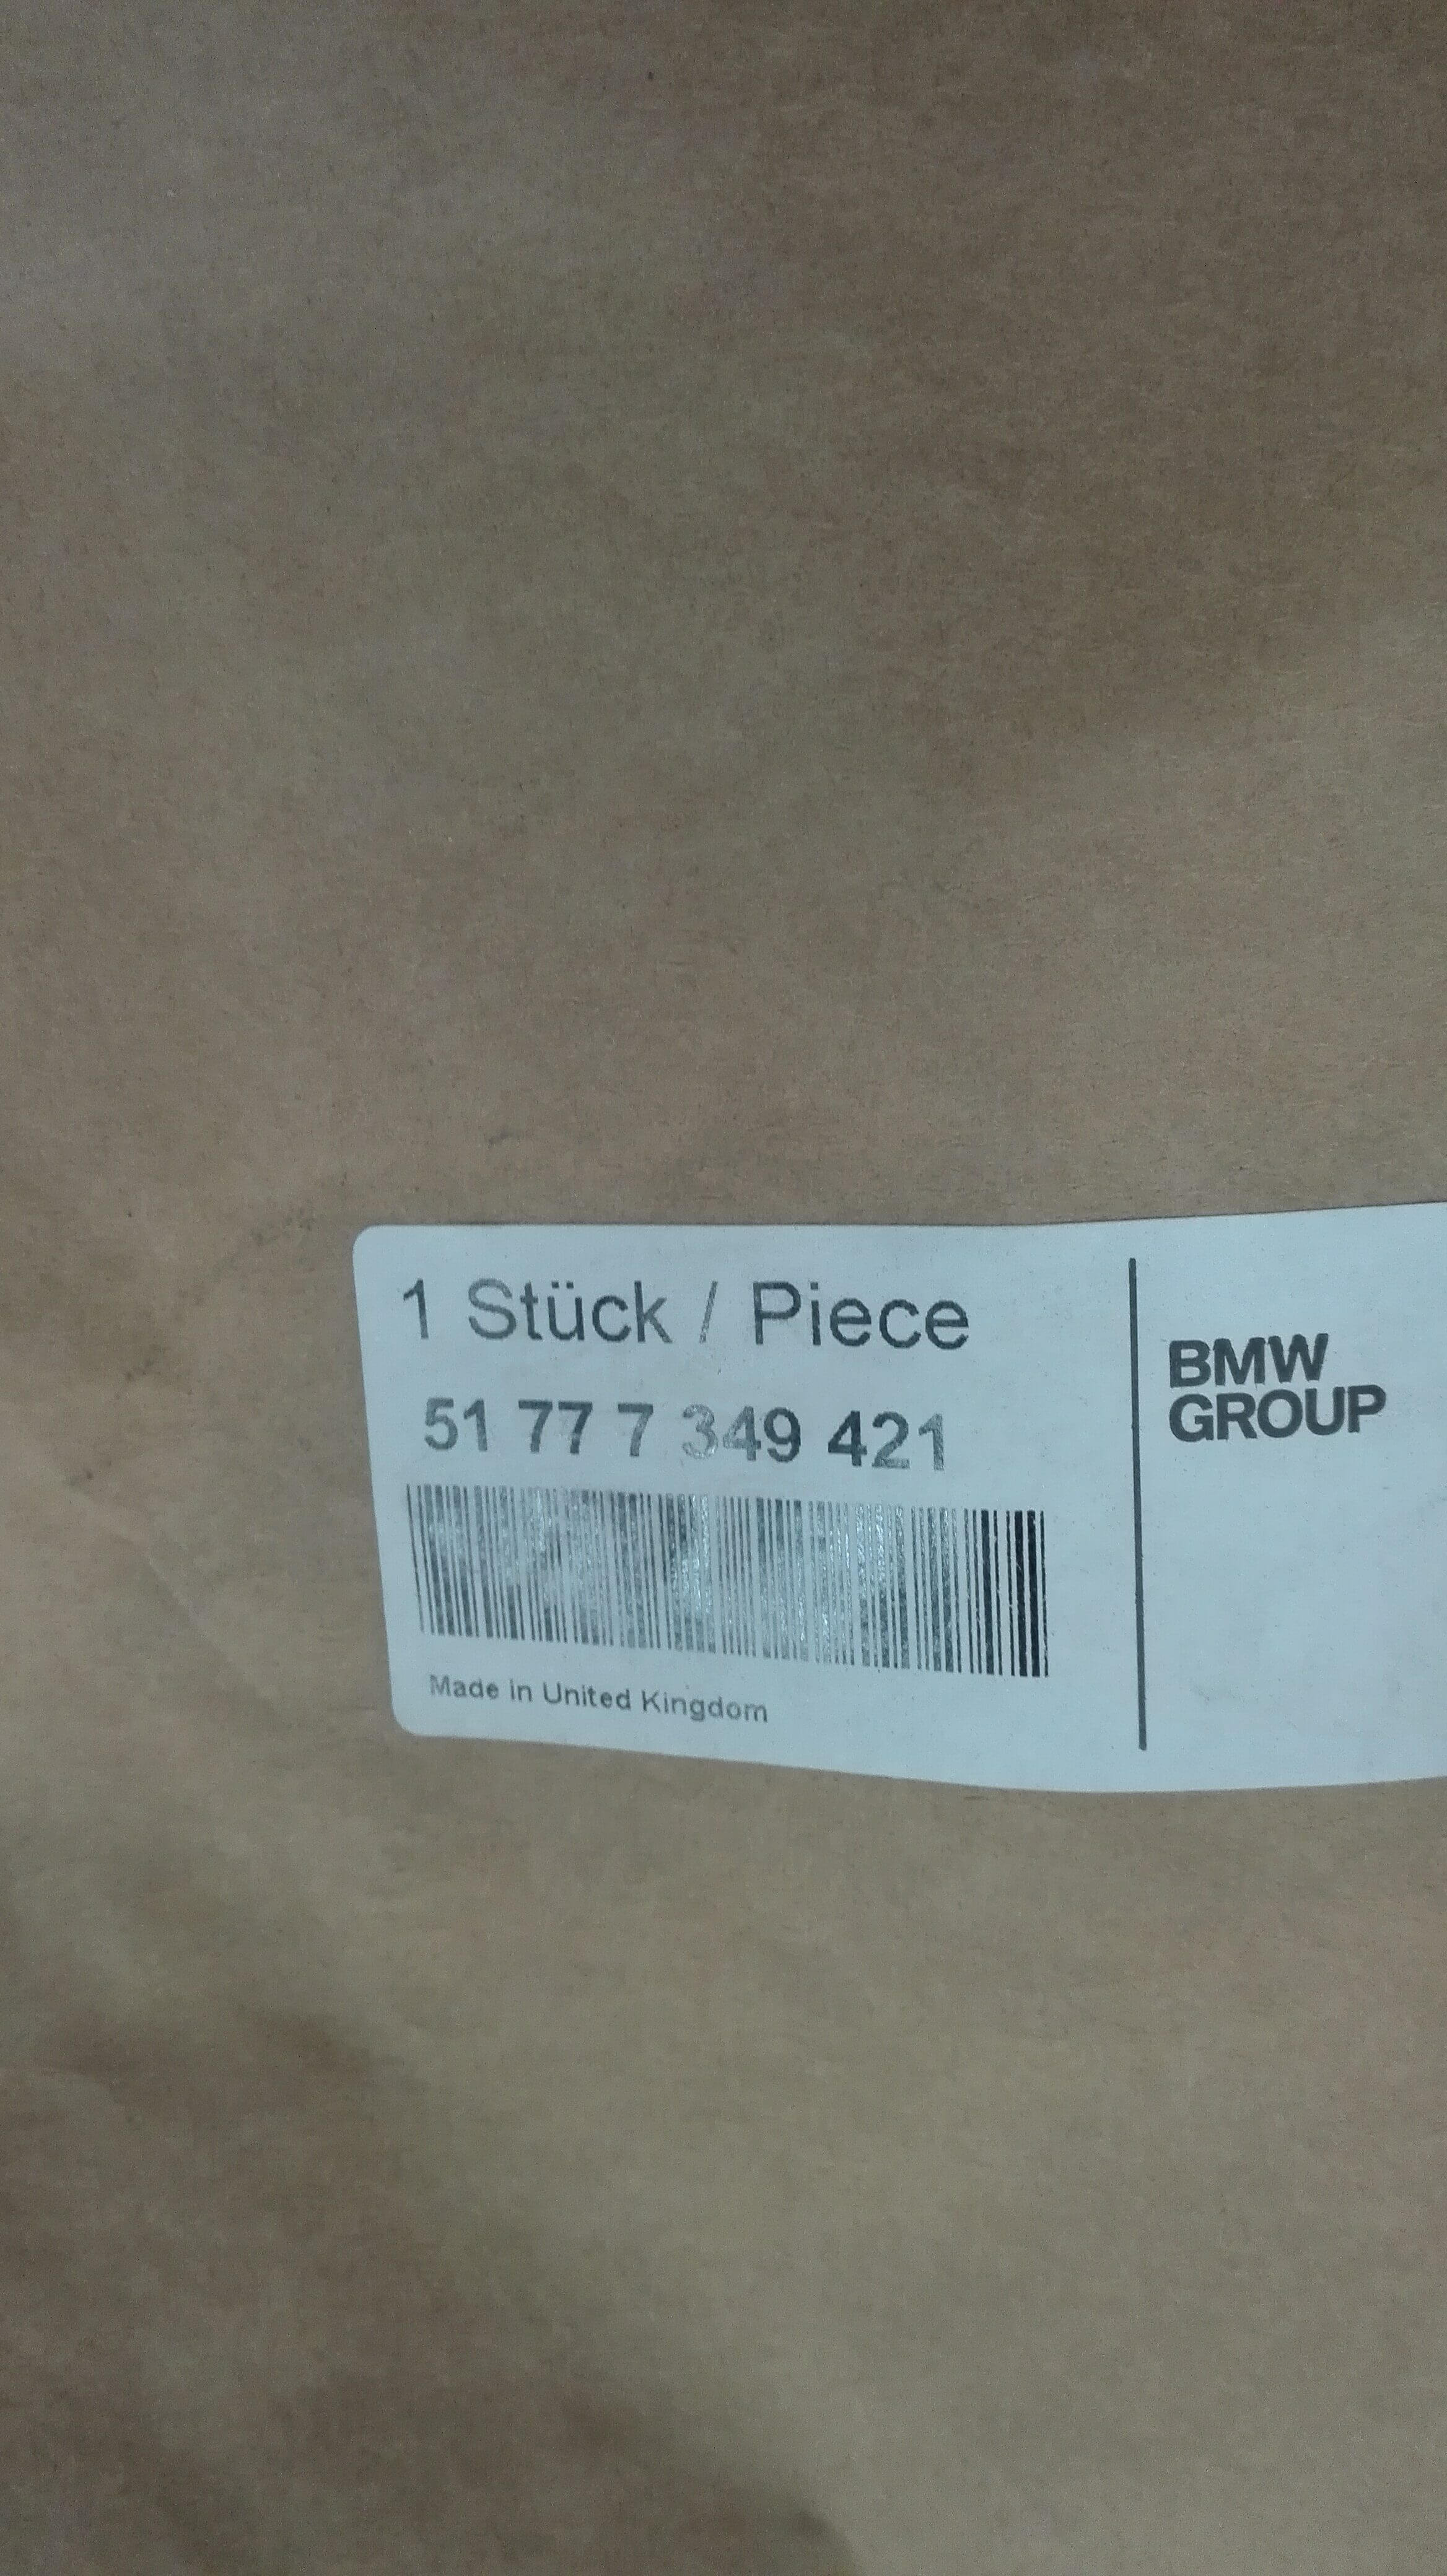 1 Stück / Piece
51 77 7 349 421
Made in United Kingdom
BMW
GROUP